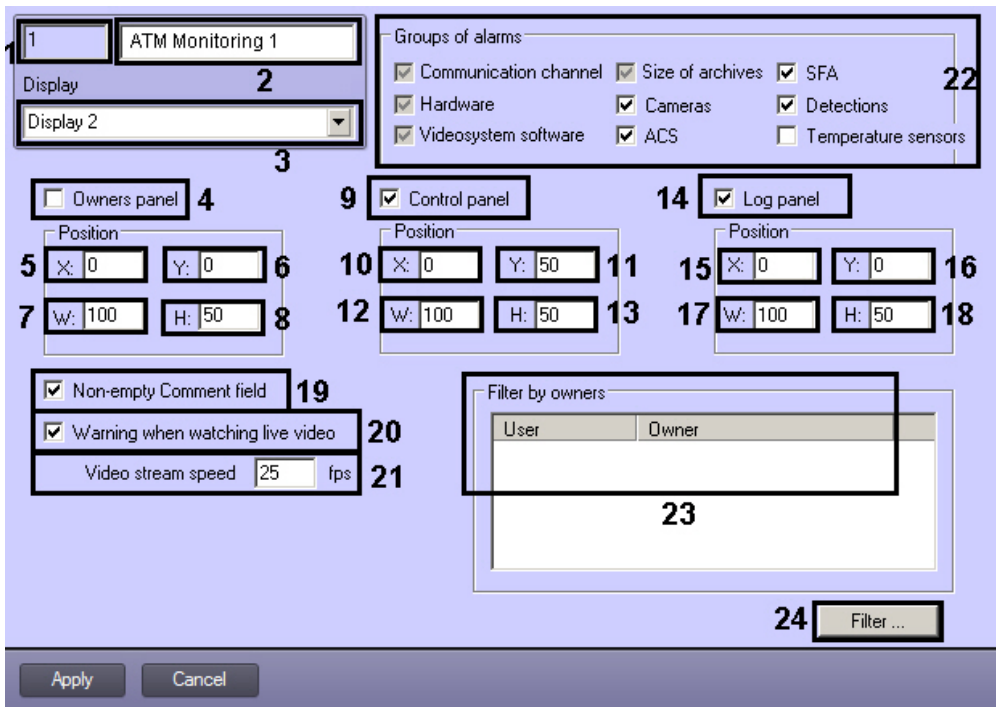 1 1 ATM Monitoring 1
2
Display
Display 2
3
Groups of alarms
Communication channel Size of archives SFA 22
Hardware Cameras Detections
Videosystem software ACS Temperature sensors
Owners panel 4 9 Control panel 14 Log panel
Position Position Position
5 X: 0 Y: 0 6 10 X: 0 Y: 50 11 15 X: 0 Y: 0 16
7 W: 100 H: 50 8 12 W: 100 H: 50 13 17 W: 100 H: 50 18
Non-empty Comment field 19
Warning when watching live video 20
Video stream speed 25 fps 21
Filter by owners
User Owner
23
24 Filter ...
Apply Cancel